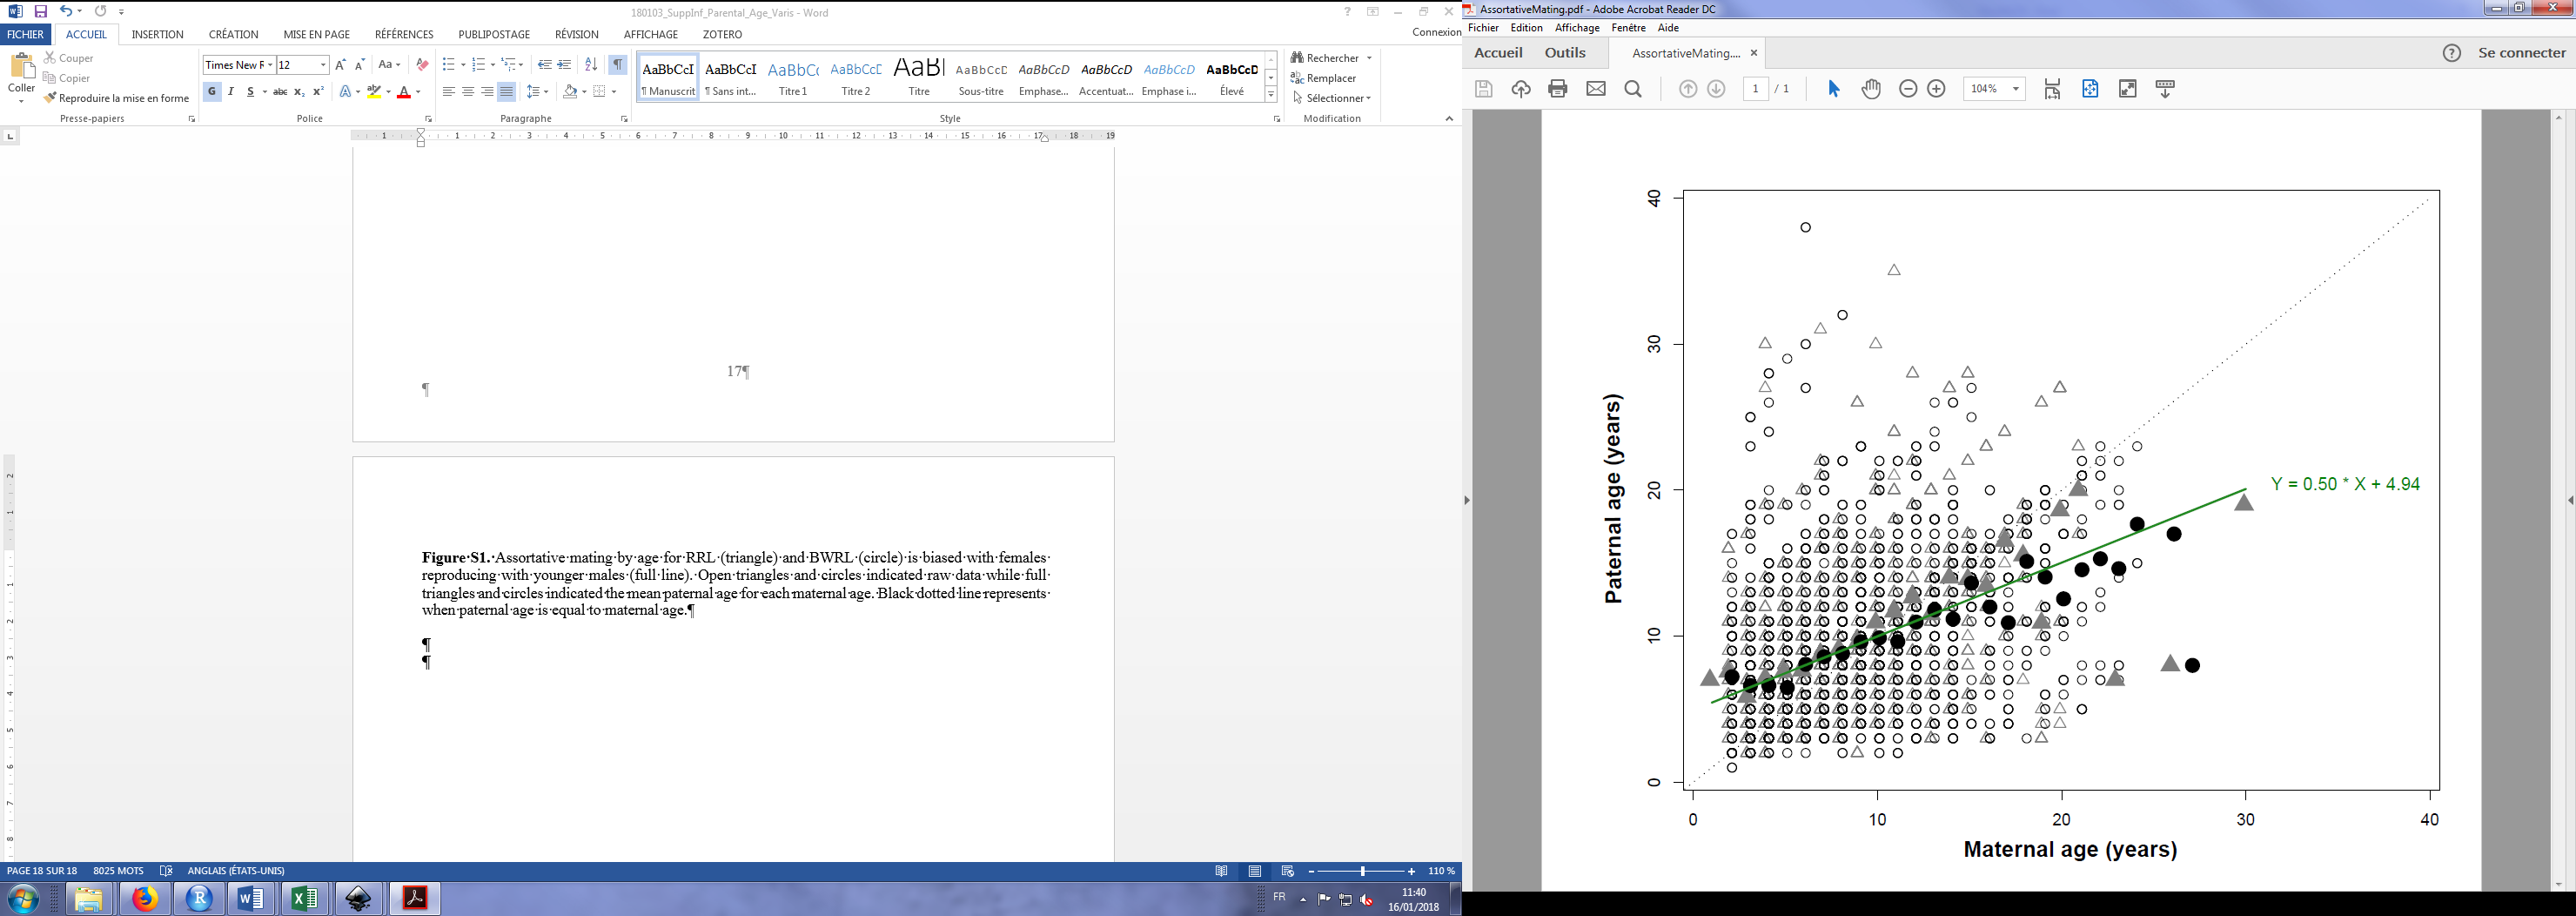 180103_SuppInf_Parental_Age_Varis - Word
FICHIER ACCUEIL INSERTION CRÉATION MISE EN PAGE RÉFÉRENCES PUBLIPOSTAGE RÉVISION AFFICHAGE ZOTERO Connexion
Couper
Copier
Reproduire la mise en forme
Coller
Presse-papiers
Times New F 12
Police
Paragraphe
AaBbCcI AaBbCcI AaBbCc AaBbCcD AaBl AaBbCcD AaBbCcD AaBbCcD AaBbCcD AaBbCcD
¶ Manuscrit ¶ Sans int... Titre 1 Titre 2 Titre Sous-titre Emphase... Accentuat... Emphase i... Élevé
Style
Rechercher
Remplacer
Sélectionner
Modification
17¶
¶
Figure S1. Assortative mating by age for RRL (triangle) and BWRL (circle) is biased with females
reproducing with younger males (full line). Open triangles and circles indicated raw data while full
triangles and circles indicated the mean paternal age for each maternal age. Black dotted line represents
when paternal age is equal to maternal age.¶
¶
¶
PAGE 18 SUR 18 8025 MOTS ANGLAIS (ÉTATS-UNIS) 110 %
FR 11:40
16/01/2018
AssortativeMating.pdf - Adobe Acrobat Reader DC
Fichier Edition Affichage Fenêtre Aide
Accueil Outils AssortativeMating.... × Se connecter
1 / 1 104%
Paternal age (years)
40
30
20
10
0
Y = 0.50 * X + 4.94
0 10 20 30 40
Maternal age (years)